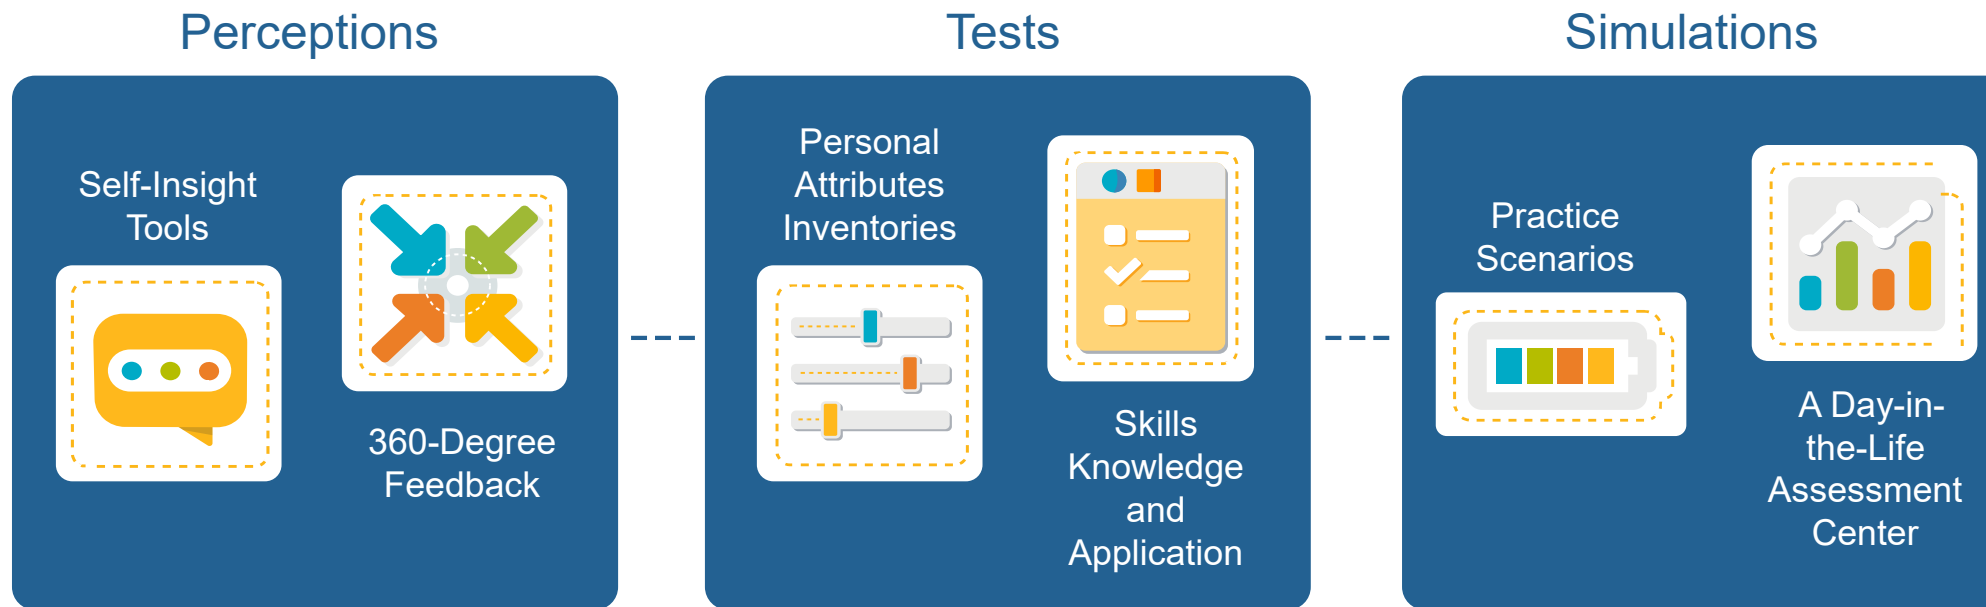 Perceptions
Self-Insight
Tools
360-Degree
Feedback
Tests
Personal
Attributes
Inventories
Skills
Knowledge
and
Application
Simulations
Practice
Scenarios
A Day-in-
the-Life
Assessment
Center